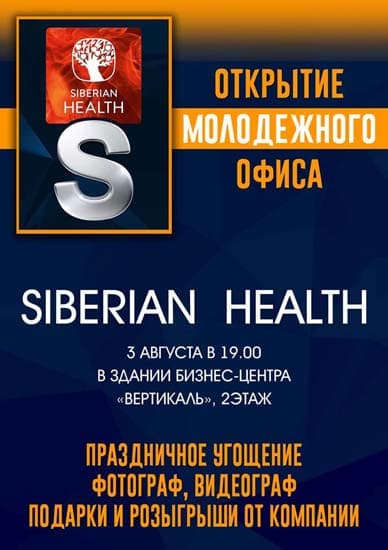 SIBERIAN
HEALTH
S
ОТКРЫТИЕ
МОЛОДЕЖНОГО
ОФИСА
SIBERIAN HEALTH
3 АВГУСТА В 19.00
В ЗДАНИИ БИЗНЕС-ЦЕНТРА
«ВЕРТИКАЛЬ», 2ЭТАЖ
ПРАЗДНИЧНОЕ УГОЩЕНИЕ
ФОТОГРАФ, ВИДЕОГРАФ
ПОДАРКИ И РОЗЫГРЫШИ ОТ КОМПАНИИ